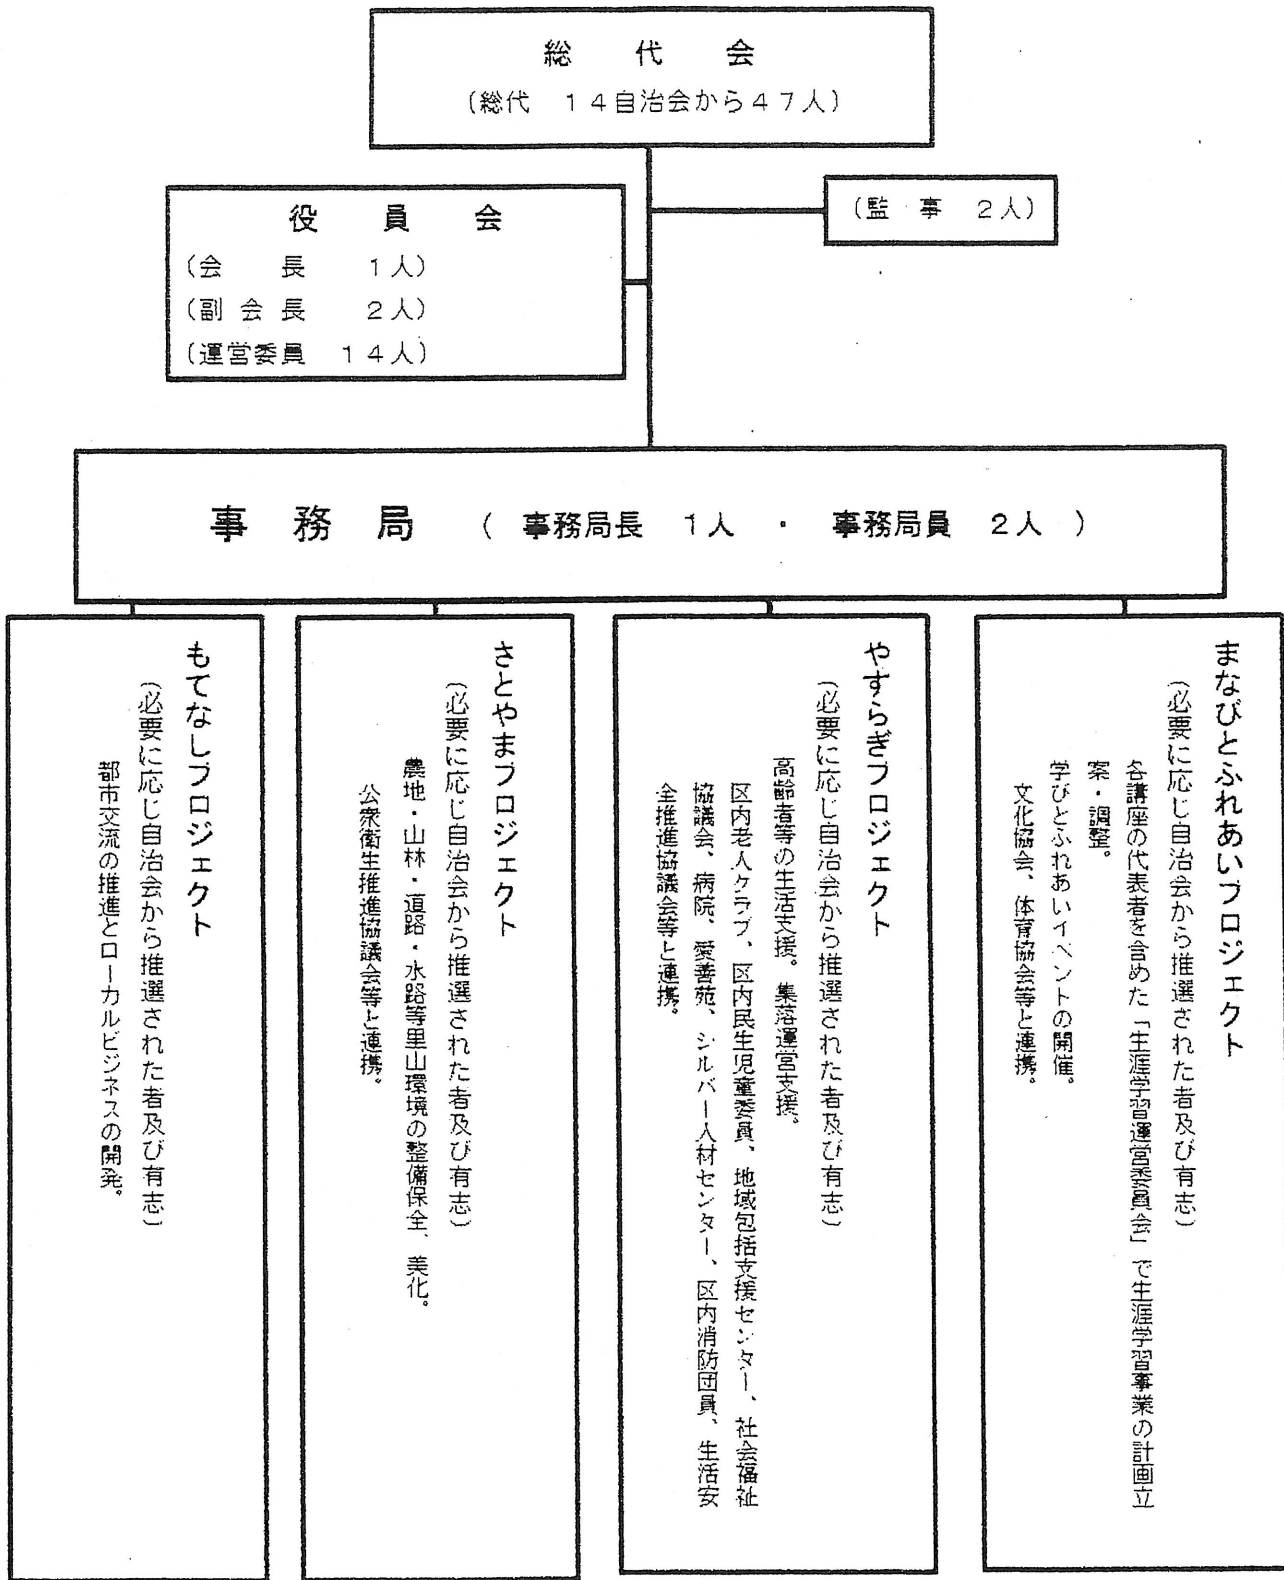 総　代　会
(総代　１４自治会から４７人)
役　員　会
(会　長　１人)
(副会長　２人)
(運営委員　１４人)
(監　事　２人)
事　務　局　(　事務局長　１人　・　事務局員　２人　)
まなびとふれあいプロジェクト
(必要に応じ自治会から推選された者及び有志)
各講座の代表者を含めた「生涯学習運営委員会」で生涯学習事業の計画立
案・調整。
学びとふれあいイベントの開催。
文化協会、体育協会等と連携。
やすらぎプロジェクト
(必要に応じ自治会から推選された者及び有志)
高齢者等の生活支援。集落運営支援。
区内老人クラブ、区内民生児童委員、地域包括支援センター、社会福祉
協議会、病院、愛善苑、シルバー人材センター、区内消防団員、生活安
全推進協議会等と連携。
さとやまプロジェクト
(必要に応じ自治会から推選された者及び有志)
農地・山林・道路・水路等里山環境の整備保全、美化。
公衆衛生推進協議会等と連携。
もてなしプロジェクト
(必要に応じ自治会から推選された者及び有志)
都市交流の推進とローカルビジネスの開発。